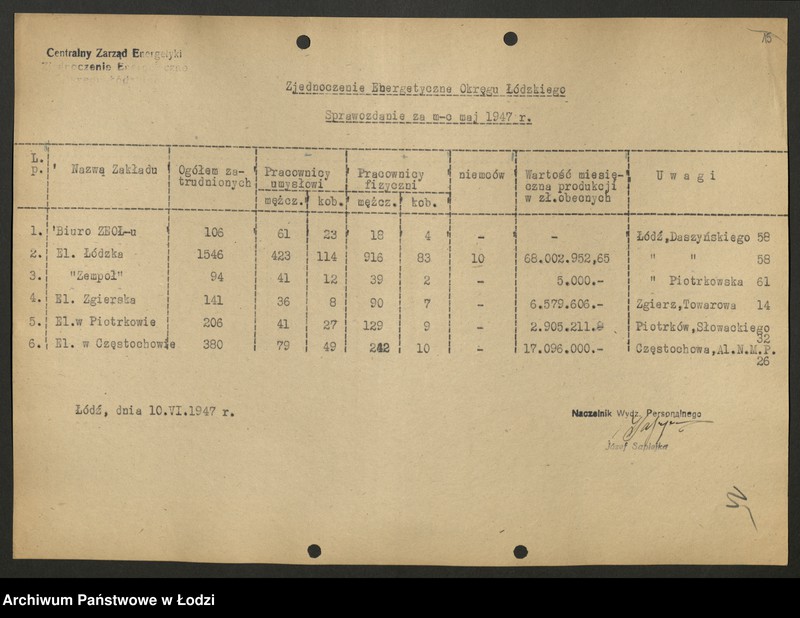 15
Centralny Zarząd Energetyki
Zjednoczenie Energetyczne Okręgu Łódzkiego
Sprawozdanie za m-c maj 1947 r.
L.p. Nazwa Zakładu Ogółem zatrudnionych Pracownicy umysłowi Pracownicy fizyczni niemców Wartość miesięczna produkcji w zł.obecnych U w a g i
mężcz. kob. mężcz. kob.
1. Biuro ZEOŁ-u 106 61 23 18 4 - - Łódź,Daszyńskiego 58
2. El. Łódzka 1546 423 114 916 83 10 68.002.952,65 " " 58
3. "Zempol" 94 41 12 39 2 - 5.000.- " Piotrkowska 61
4. El. Zgierska 141 36 8 90 7 - 6.579.606.- Zgierz,Towarowa 14
5. El.w Piotrkowie 206 41 27 129 9 - 2.905.211.- Piotrków,Słowackiego 32
6. El. w Częstochowie 380 79 49 242 10 - 17.096.000.- Częstochowa,Al.N.M.P. 26
Łódź, dnia 10.VI.1947 r.
Naczelnik Wydz. Personalnego
Józef Sapiejka
Archiwum Państwowe w Łodzi